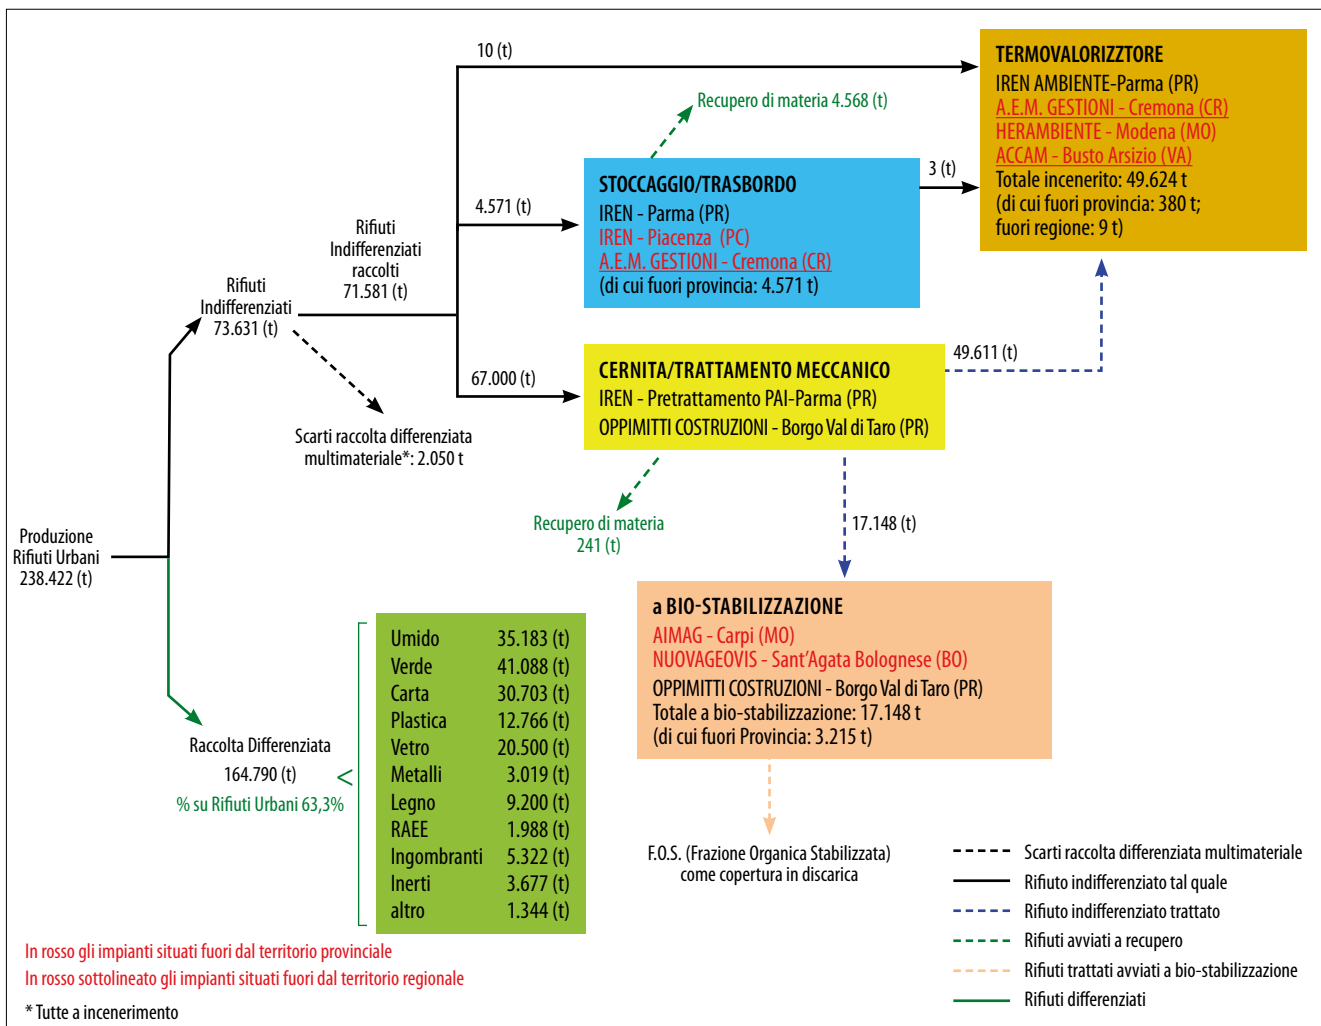 10 (t)
Recupero di materia 4.568 (t)
TERMOVALORIZZTORE
IREN AMBIENTE-Parma (PR)
A.E.M. GESTIONI - Cremona (CR)
HERAMBIENTE - Modena (MO)
ACCAM - Busto Arsizio (VA)
Totale incenerito: 49.624 t
(di cui fuori provincia: 380 t;
fuori regione: 9 t)
3 (t)
STOCCAGGIO/TRASBORDO
IREN - Parma (PR)
IREN - Piacenza (PC)
A.E.M. GESTIONI - Cremona (CR)
(di cui fuori provincia: 4.571 t)
4.571 (t)
Rifiuti
Indifferenziati
raccolti
71.581 (t)
Rifiuti
Indifferenziati
73.631 (t)
67.000 (t)
CERNITA/TRATTAMENTO MECCANICO
IREN - Pretrattamento PAI-Parma (PR)
OPPIMITTI COSTRUZIONI - Borgo Val di Taro (PR)
49.611 (t)
Scarti raccolta differenziata
multimateriale*: 2.050 t
Recupero di materia
241 (t)
17.148 (t)
Produzione
Rifiuti Urbani
238.422 (t)
a BIO-STABILIZZAZIONE
AIMAG - Carpi (MO)
NUOVAGEOVIS - Sant'Agata Bolognese (BO)
OPPIMITTI COSTRUZIONI - Borgo Val di Taro (PR)
Totale a bio-stabilizzazione: 17.148 t
(di cui fuori Provincia: 3.215 t)
Raccolta Differenziata
164.790 (t)
% su Rifiuti Urbani 63,3%
Umido 35.183 (t)
Verde 41.088 (t)
Carta 30.703 (t)
Plastica 12.766 (t)
Vetro 20.500 (t)
Metalli 3.019 (t)
Legno 9.200 (t)
RAEE 1.988 (t)
Ingombranti 5.322 (t)
Inerti 3.677 (t)
altro 1.344 (t)
F.O.S. (Frazione Organica Stabilizzata)
come copertura in discarica
Scarti raccolta differenziata multimateriale
Rifiuto indifferenziato tal quale
Rifiuto indifferenziato trattato
Rifiuti avviati a recupero
Rifiuti trattati avviati a bio-stabilizzazione
Rifiuti differenziati
In rosso gli impianti situati fuori dal territorio provinciale
In rosso sottolineato gli impianti situati fuori dal territorio regionale
* Tutte a incenerimento